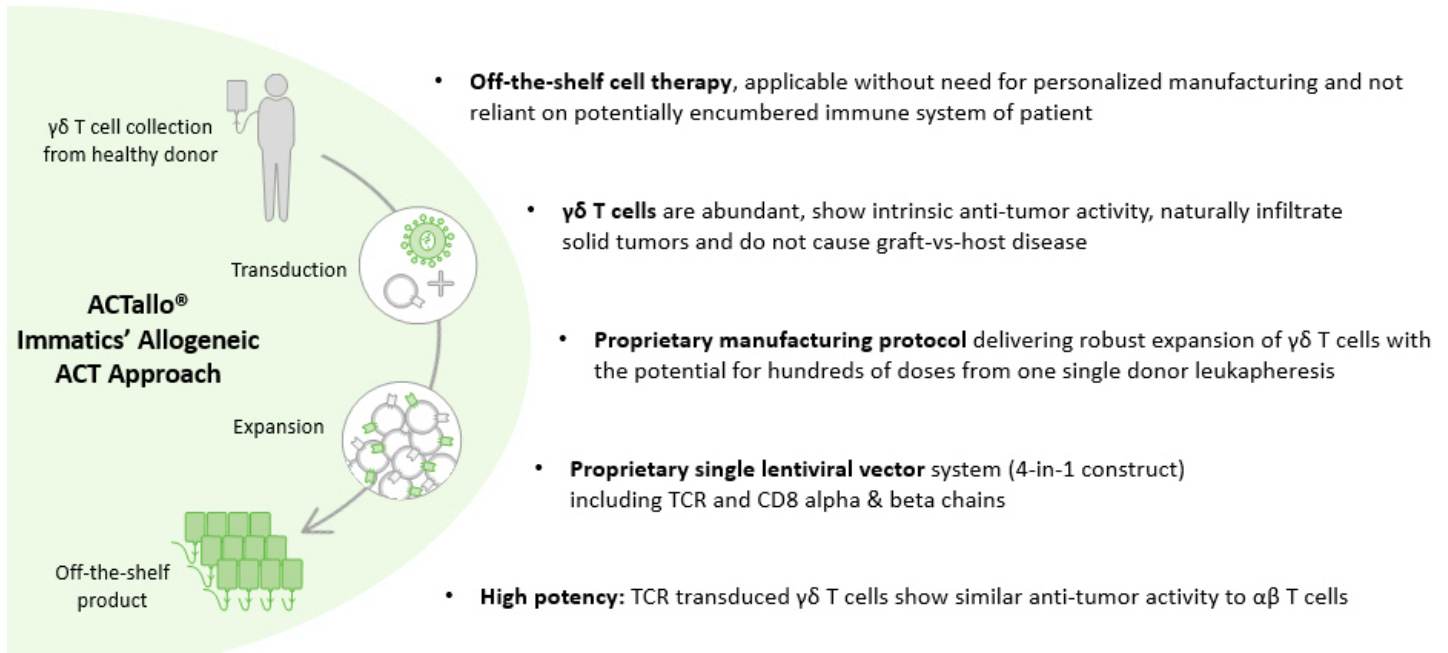 γδ T cell collection
from healthy donor
Transduction
ACTallo®
Immatics’ Allogeneic
ACT Approach
Expansion
Off-the-shelf
product
• Off-the-shelf cell therapy, applicable without need for personalized manufacturing and not
reliant on potentially encumbered immune system of patient
• γδ T cells are abundant, show intrinsic anti-tumor activity, naturally infiltrate
solid tumors and do not cause graft-vs-host disease
• Proprietary manufacturing protocol delivering robust expansion of γδ T cells with
the potential for hundreds of doses from one single donor leukapheresis
• Proprietary single lentiviral vector system (4-in-1 construct)
including TCR and CD8 alpha & beta chains
• High potency: TCR transduced γδ T cells show similar anti-tumor activity to αβ T cells